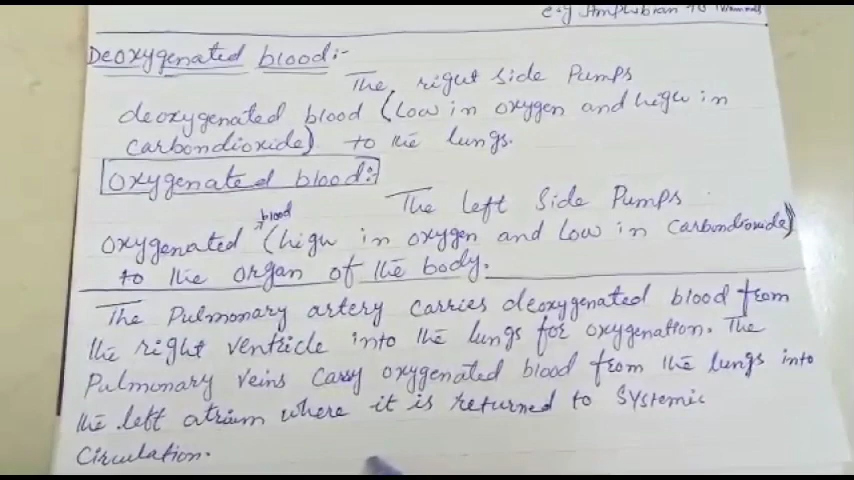 e.g Amphibian to
Deoxygenated blood:-
The right side Pumps
deoxygenated blood (low in oxygen and high in
carbondioxide) to the lungs.
Oxygenated blood:-
The left Side Pumps
blood
oxygenated (high in oxygen and low in carbondioxide)
to the organ of the body.
The Pulmonary artery carries deoxygenated blood from
the right ventricle into the lungs for oxygenation. The
Pulmonary veins carry oxygenated blood from the lungs into
the left atrium where it is returned to Systemic
Circulation.